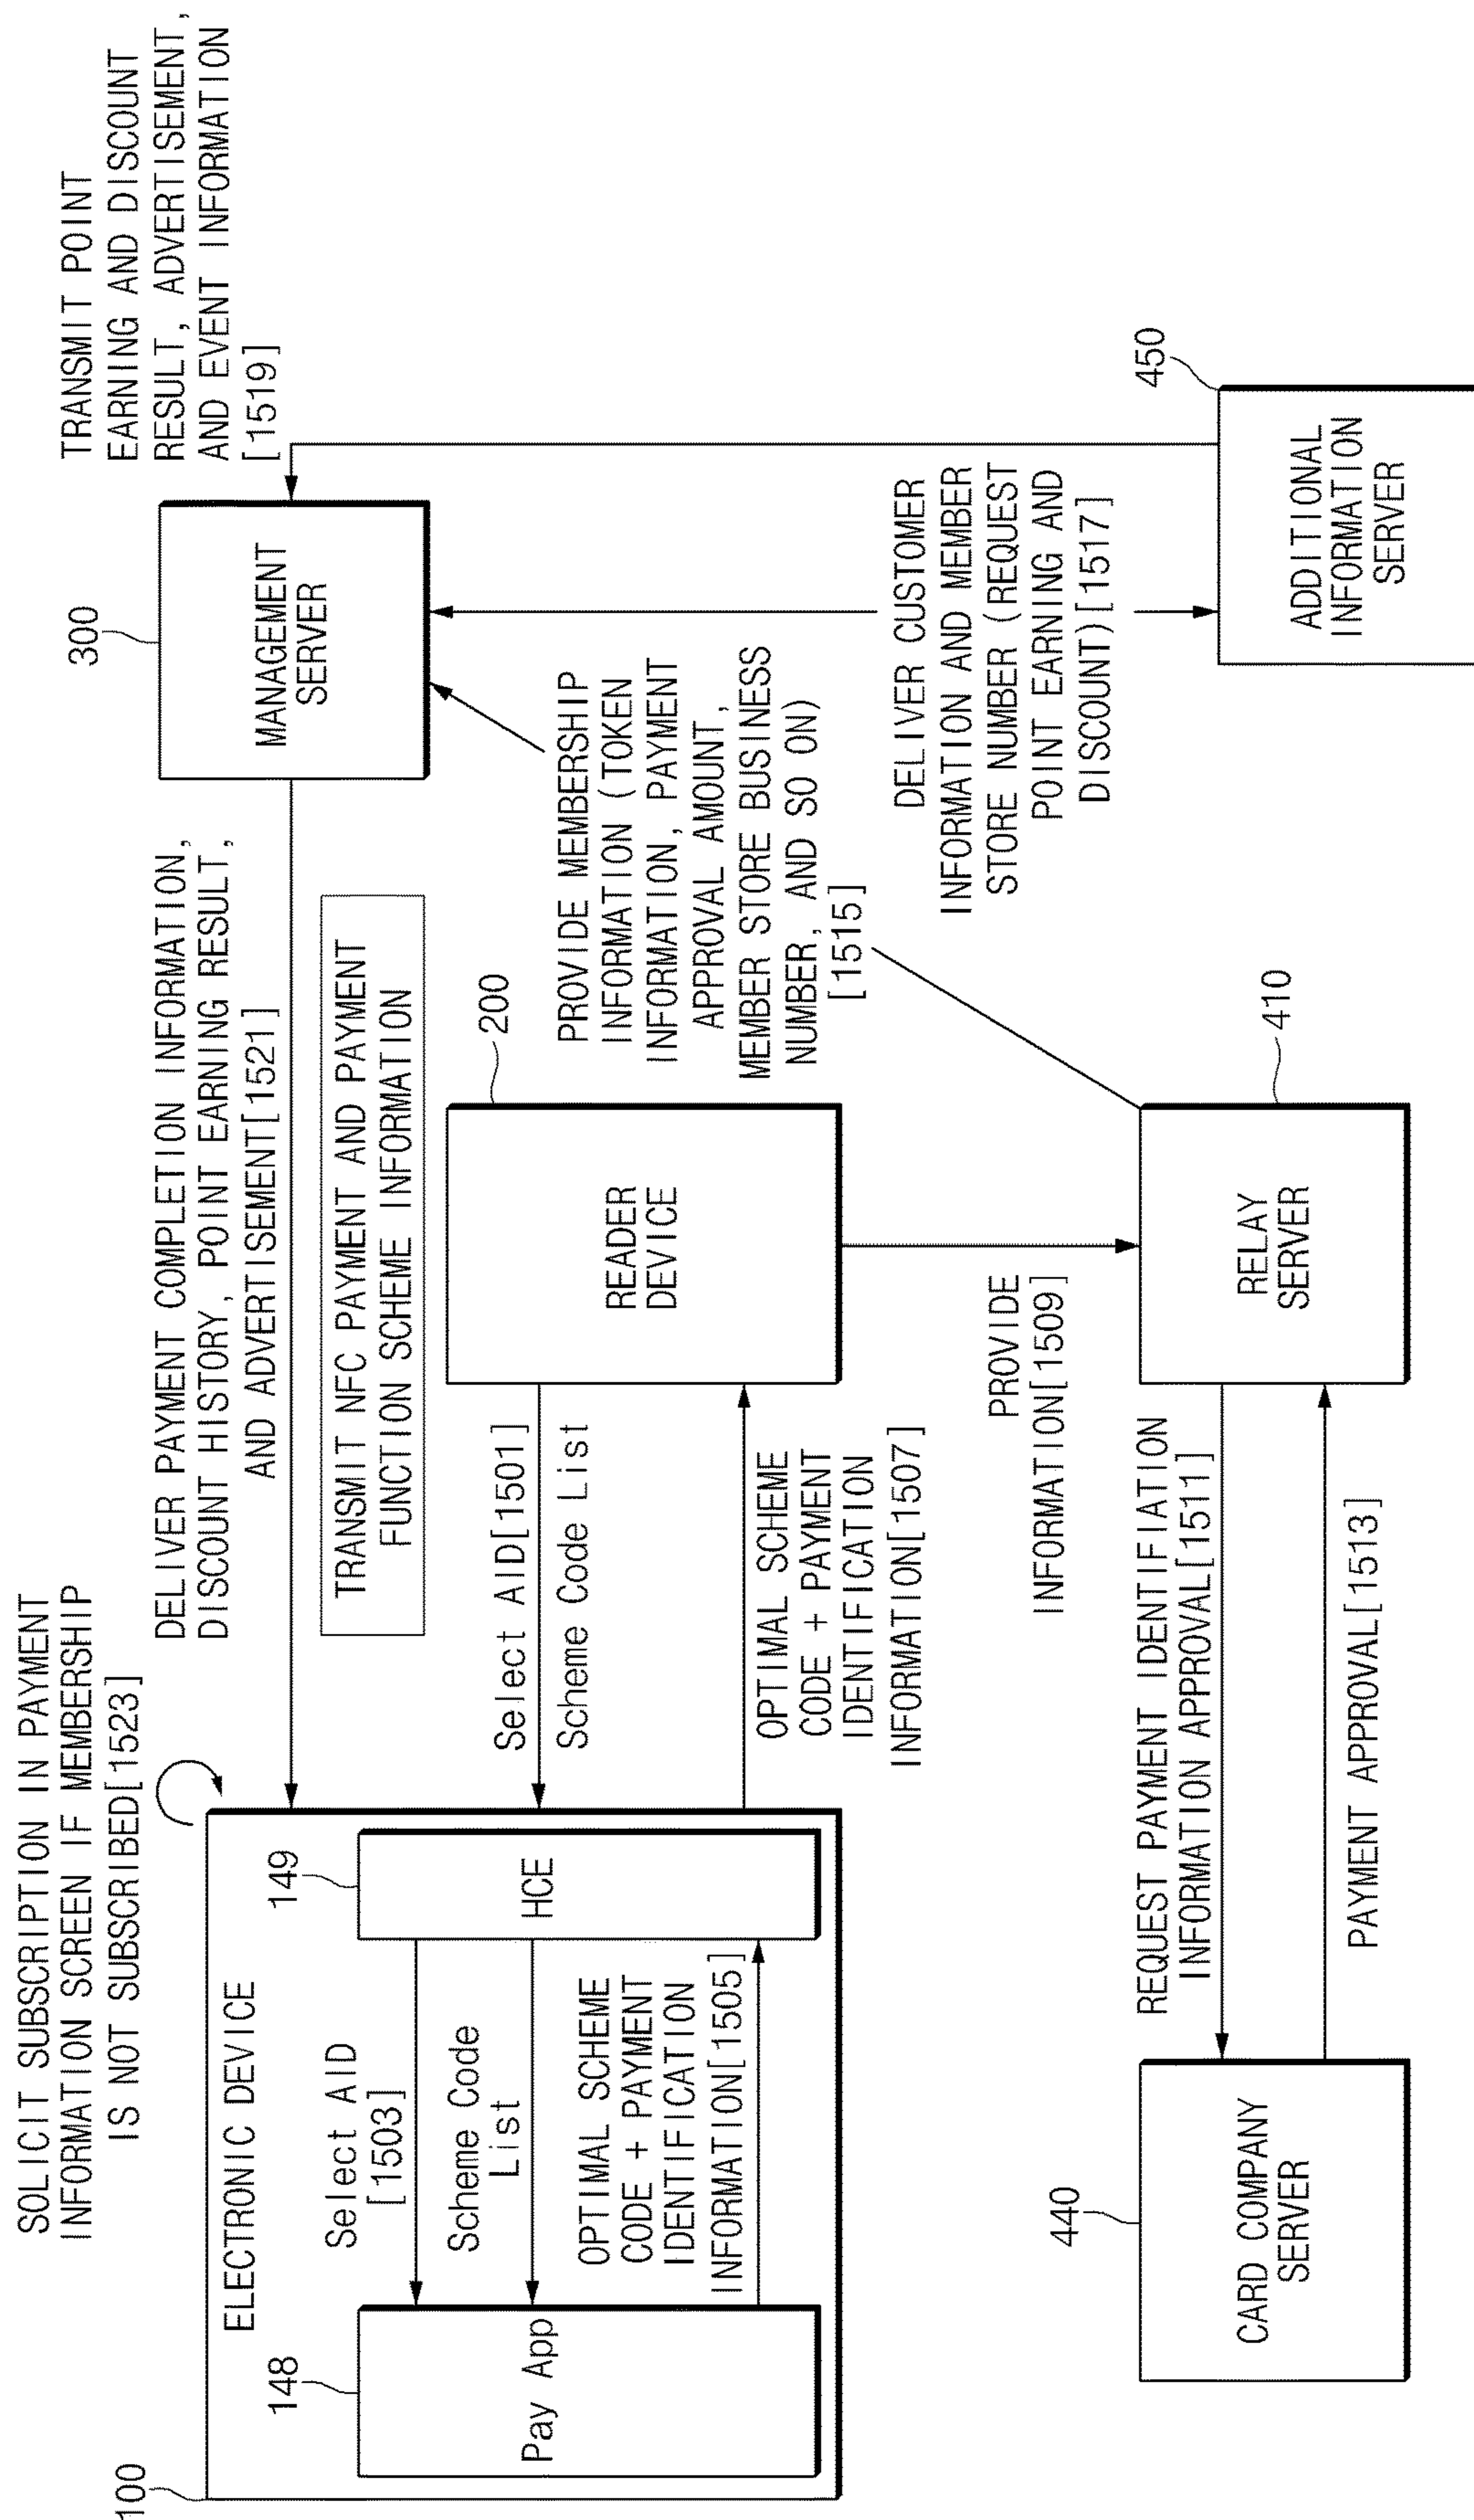 SOLICIT SUBSCRIPTION IN PAYMENT
INFORMATION SCREEN IF MEMBERSHIP
IS NOT SUBSCRIBED[1523]
100
ELECTRONIC DEVICE
148
Pay App
149
HCE
Select AID
[1503]
Scheme Code
List
OPTIMAL SCHEME
CODE + PAYMENT
IDENTIFICATION
INFORMATION[1505]
DELIVER PAYMENT COMPLETION INFORMATION,
DISCOUNT HISTORY, POINT EARNING RESULT,
AND ADVERTISEMENT[1521]
TRANSMIT NFC PAYMENT AND PAYMENT
FUNCTION SCHEME INFORMATION
Select AID[1501]
Scheme Code List
OPTIMAL SCHEME
CODE + PAYMENT
IDENTIFICATION
INFORMATION[1507]
200
READER
DEVICE
300
MANAGEMENT
SERVER
TRANSMIT POINT
EARNING AND DISCOUNT
RESULT, ADVERTISEMENT,
AND EVENT INFORMATION
[1519]
PROVIDE MEMBERSHIP
INFORMATION (TOKEN
INFORMATION, PAYMENT
APPROVAL AMOUNT,
MEMBER STORE BUSINESS
NUMBER, AND SO ON)
[1515]
DELIVER CUSTOMER
INFORMATION AND MEMBER
STORE NUMBER (REQUEST
POINT EARNING AND
DISCOUNT)[1517]
PROVIDE
INFORMATION[1509]
440
CARD COMPANY
SERVER
REQUEST PAYMENT IDENTIFIATION
INFORMATION APPROVAL[1511]
PAYMENT APPROVAL[1513]
410
RELAY
SERVER
450
ADDITIONAL
INFORMATION
SERVER